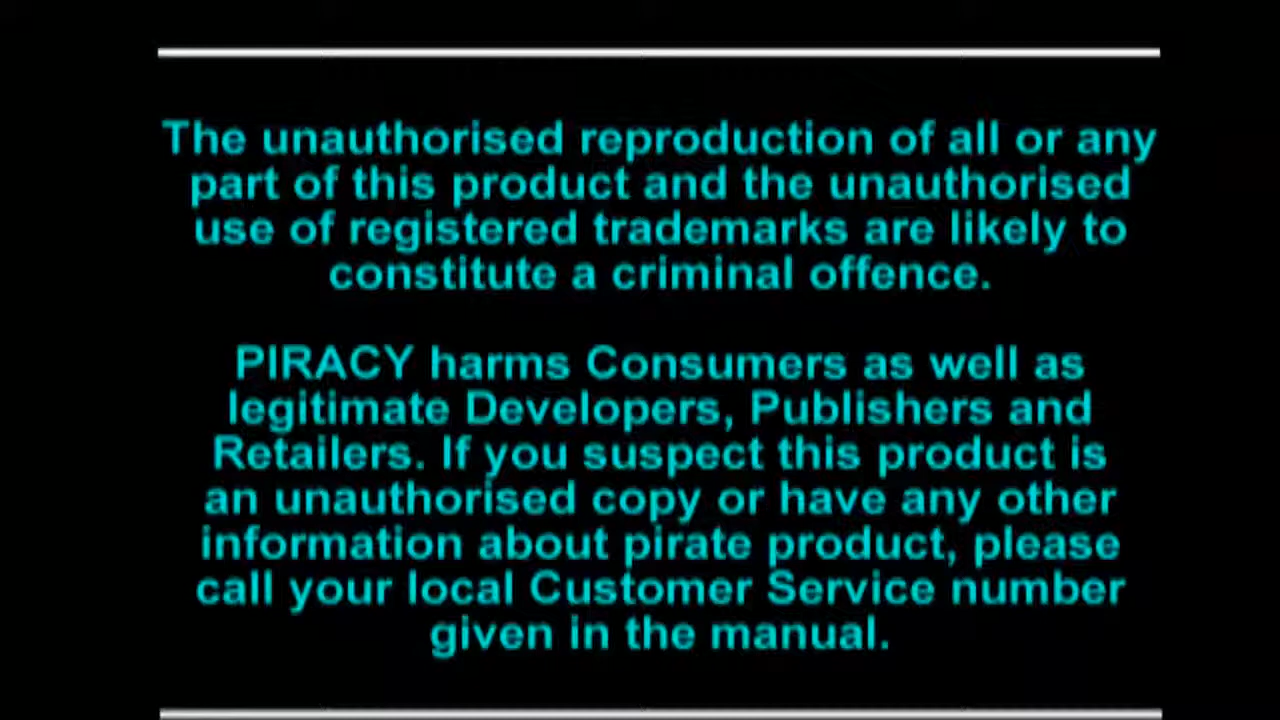 The unauthorised reproduction of all or any
part of this product and the unauthorised
use of registered trademarks are likely to
constitute a criminal offence.
PIRACY harms Consumers as well as
legitimate Developers, Publishers and
Retailers. If you suspect this product is
an unauthorised copy or have any other
information about pirate product, please
call your local Customer Service number
given in the manual.